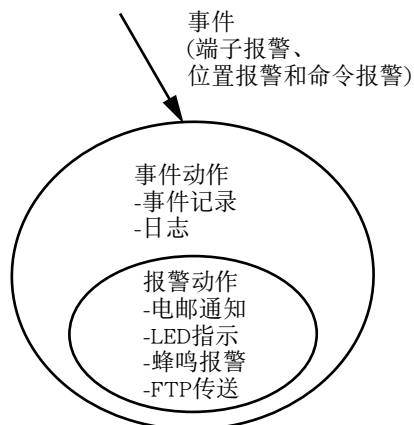 事件
(端子报警、
位置报警和命令报警)
事件动作
-事件记录
-日志
报警动作
-电邮通知
-LED指示
-蜂鸣报警
-FTP传送